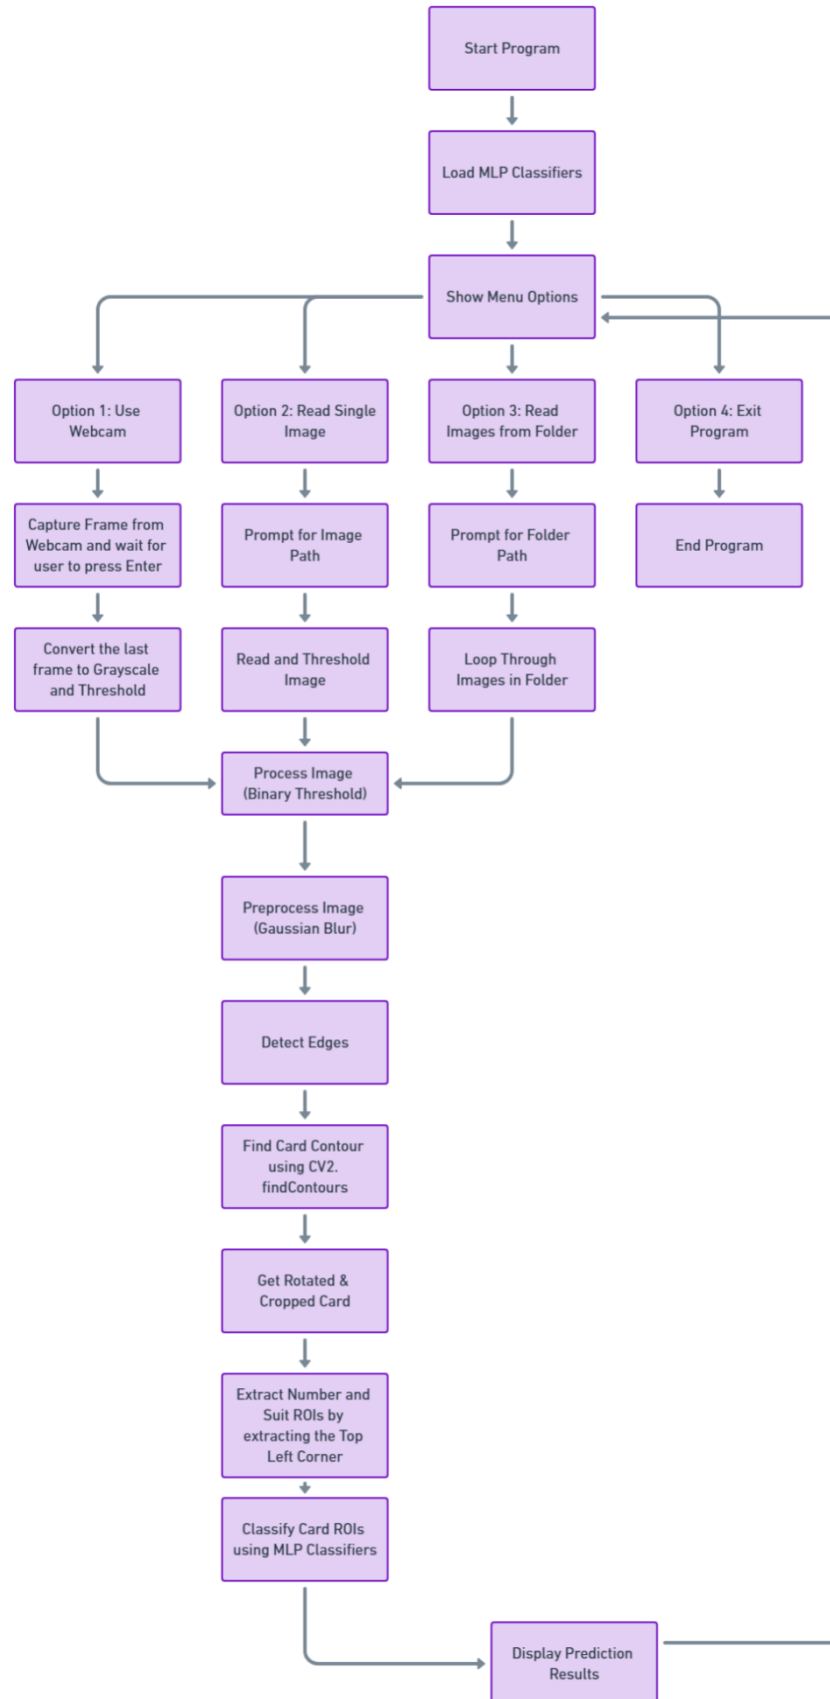 Start Program
Load MLP Classifiers
Show Menu Options
Option 1: Use
Webcam
Option 2: Read Single
Image
Option 3: Read
Images from Folder
Option 4: Exit
Program
Capture Frame from
Webcam and wait for
user to press Enter
Prompt for Image
Path
Prompt for Folder
Path
End Program
Convert the last
frame to Grayscale
and Threshold
Read and Threshold
Image
Loop Through
Images in Folder
Process Image
(Binary Threshold)
Preprocess Image
(Gaussian Blur)
Detect Edges
Find Card Contour
using CV2.
findContours
Get Rotated &
Cropped Card
Extract Number and
Suit ROIs by
extracting the Top
Left Corner
Classify Card ROIs
using MLP Classifiers
Display Prediction
Results